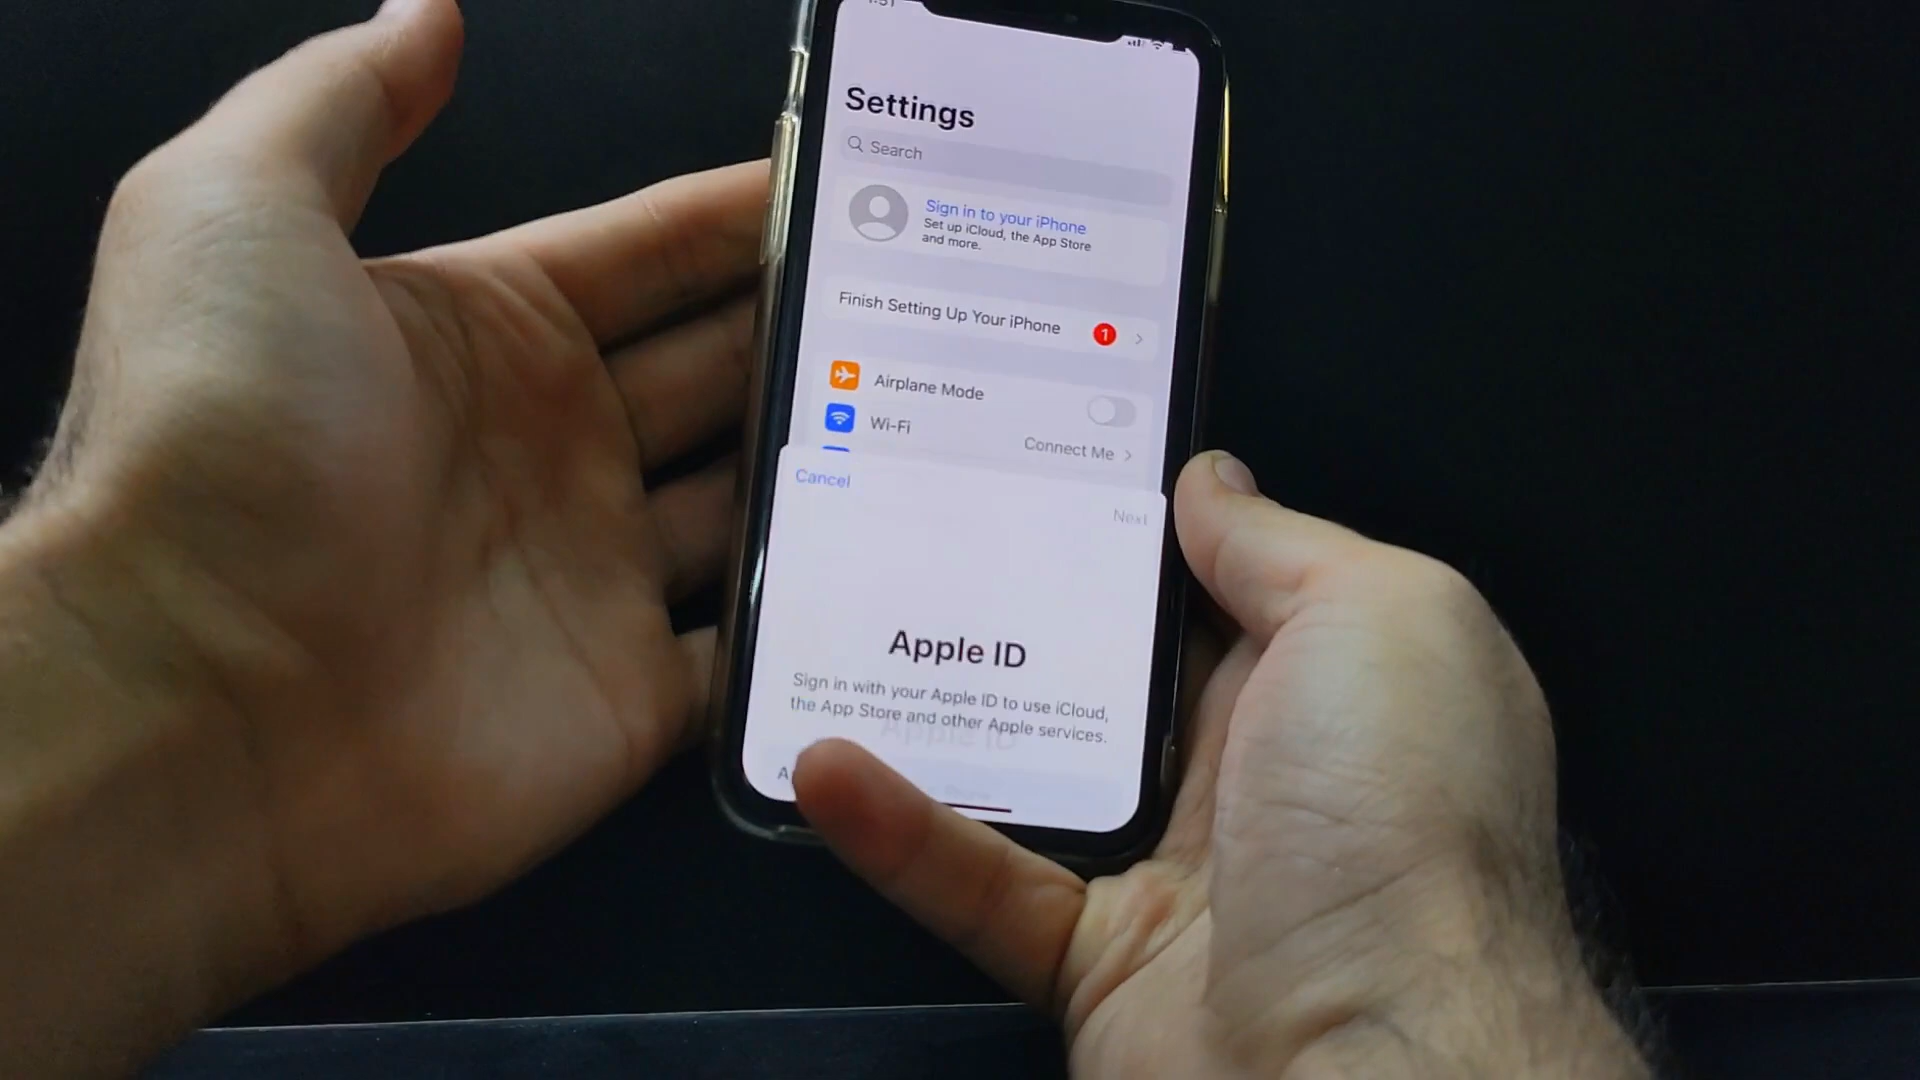 Settings
Search
Sign in to your iPhone
Set up iCloud, the App Store
and more.
Finish Setting Up Your iPhone
1
Airplane Mode
Wi-Fi
Connect Me
Cancel
Next
Apple ID
Sign in with your Apple ID to use iCloud,
the App Store and other Apple services.
Apple ID